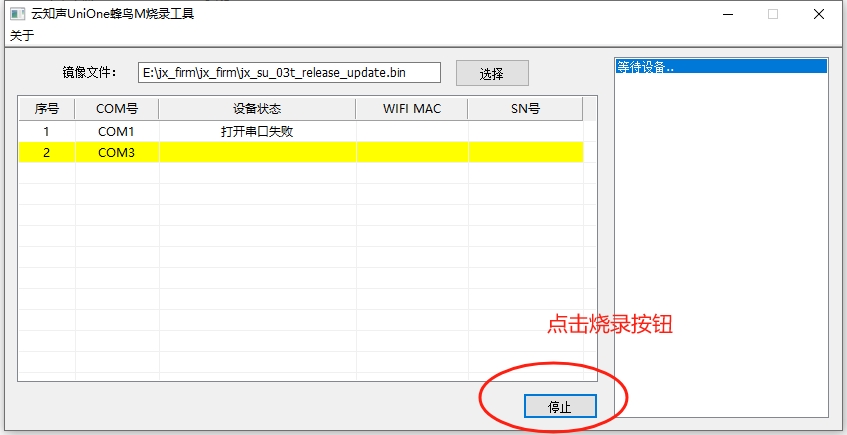 云知声UniOne蜂鸟M烧录工具
关于
镜像文件： E:\jx_firm\jx_firm\jx_su_03t_release_update.bin 选择
等待设备..
序号 COM号 设备状态 WIFI MAC SN号
1 COM1 打开串口失败
2 COM3
点击烧录按钮
停止